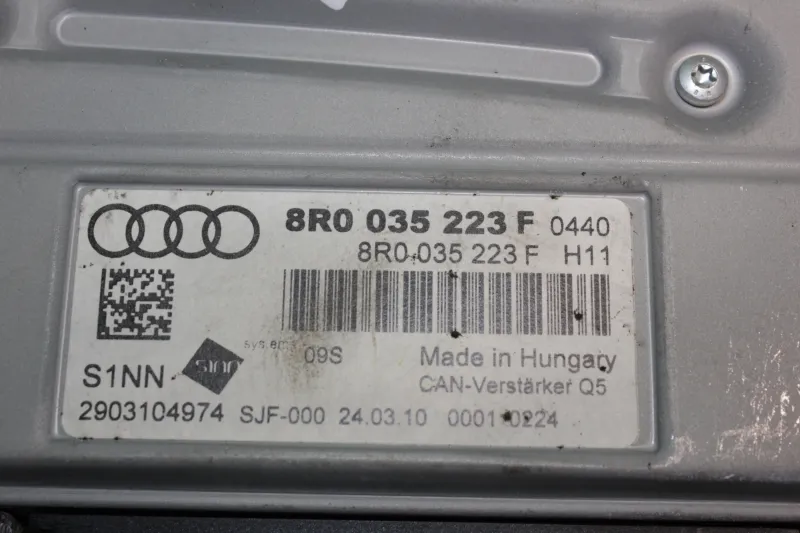 8R0 035 223 F 0440
8R0 035 223 F H11
systems 09S Made in Hungary
S1NN CAN-Verstärker Q5
2903104974 SJF-000 24.03.10